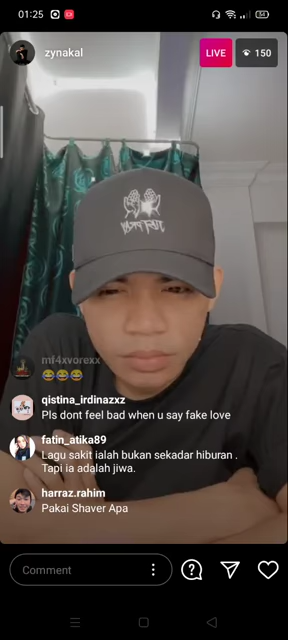 01:25
54
zynakal
LIVE
150
mf4xvorexx
😂😂😂
qistina_irdinazxz
Pls dont feel bad when u say fake love
fatin_atika89
Lagu sakit ialah bukan sekadar hiburan .
Tapi ia adalah jiwa.
harraz.rahim
Pakai Shaver Apa
Comment